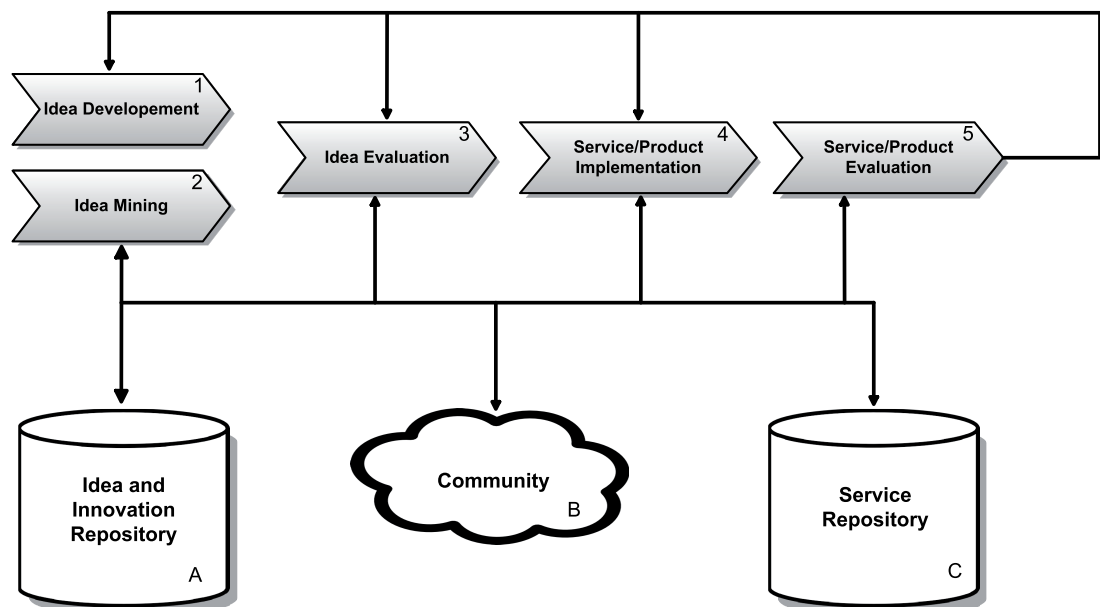 1
Idea Developement
2
Idea Mining
3
Idea Evaluation
4
Service/Product
Implementation
5
Service/Product
Evaluation
Idea and
Innovation
Repository
A
Community
B
Service
Repository
C